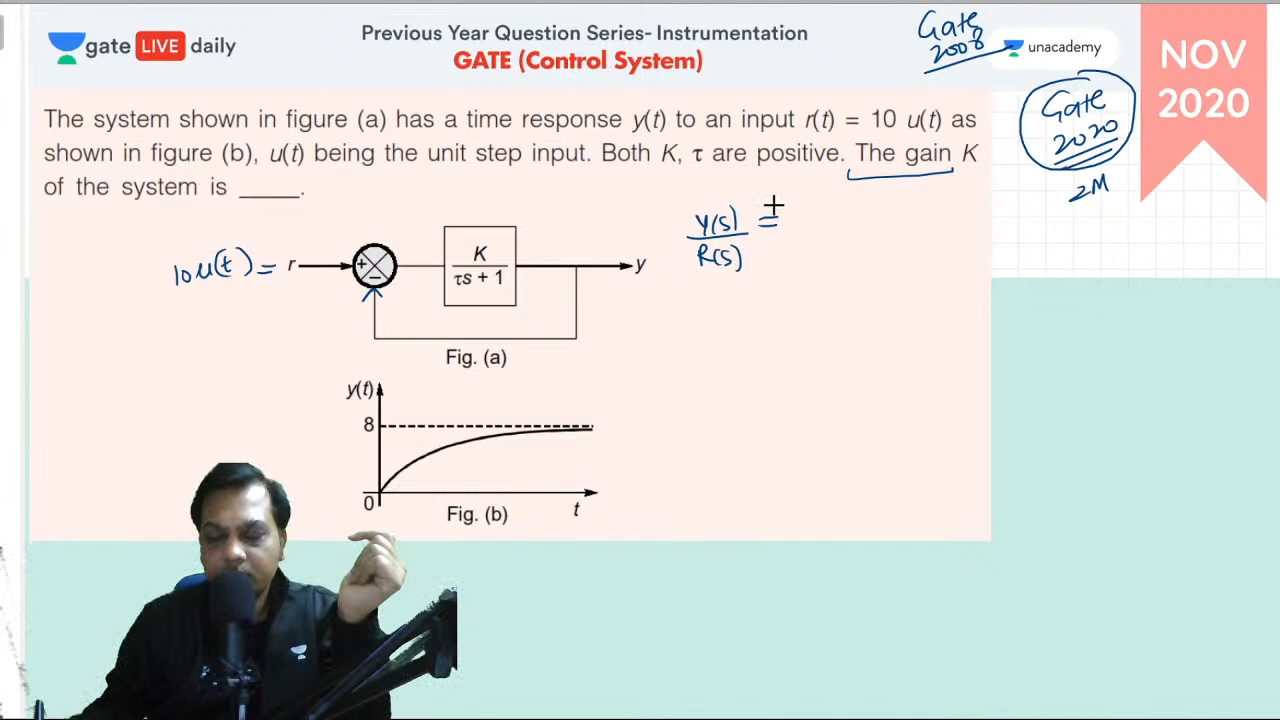 gate LIVE daily
Previous Year Question Series- Instrumentation
GATE (Control System)
Gate
2008
unacademy
NOV
2020
Gate
2020
2M
The system shown in figure (a) has a time response y(t) to an input r(t) = 10 u(t) as
shown in figure (b), u(t) being the unit step input. Both K, τ are positive. The gain K
of the system is _____.
10u(t) = r
+
−
K
τs + 1
y
Y(s)
R(s)
=
Fig. (a)
y(t)
8
0
t
Fig. (b)